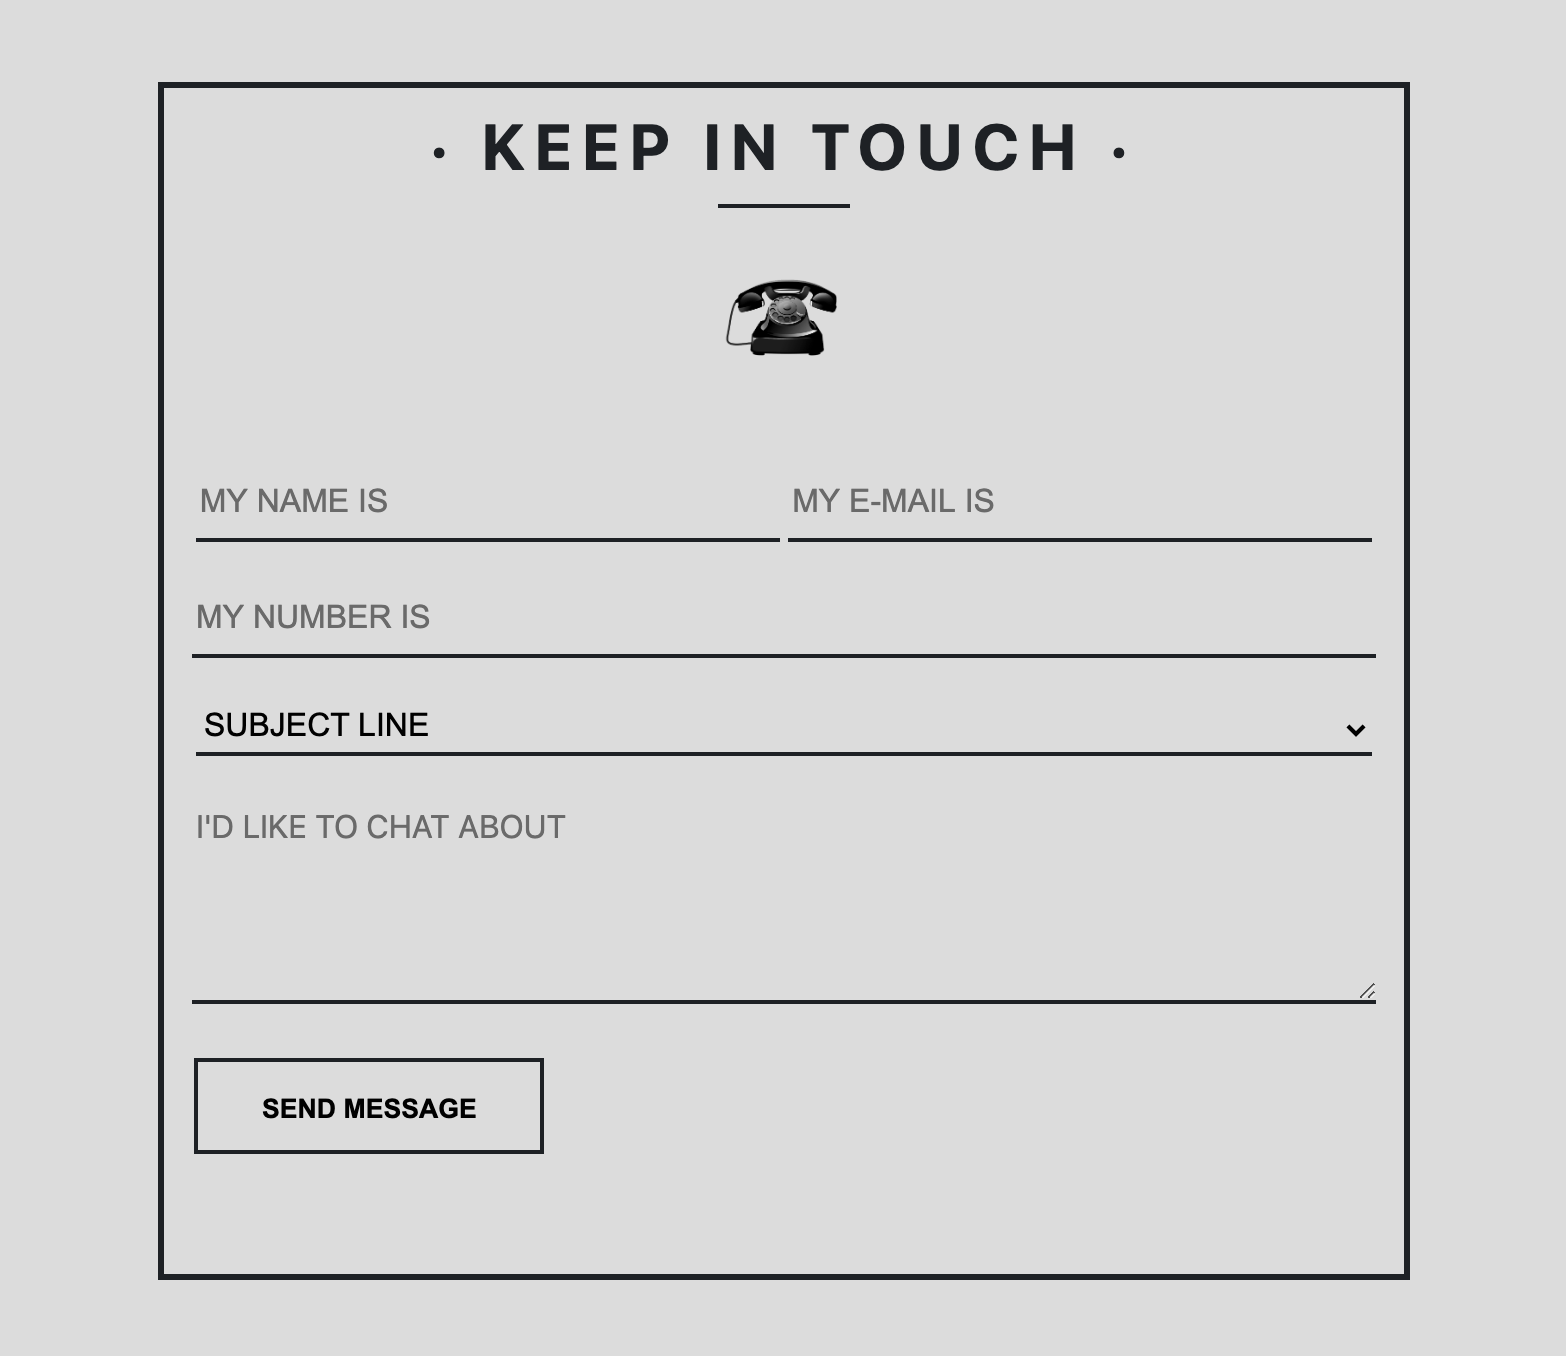 • KEEP IN TOUCH •
MY NAME IS
MY E-MAIL IS
MY NUMBER IS
SUBJECT LINE
I'D LIKE TO CHAT ABOUT
SEND MESSAGE